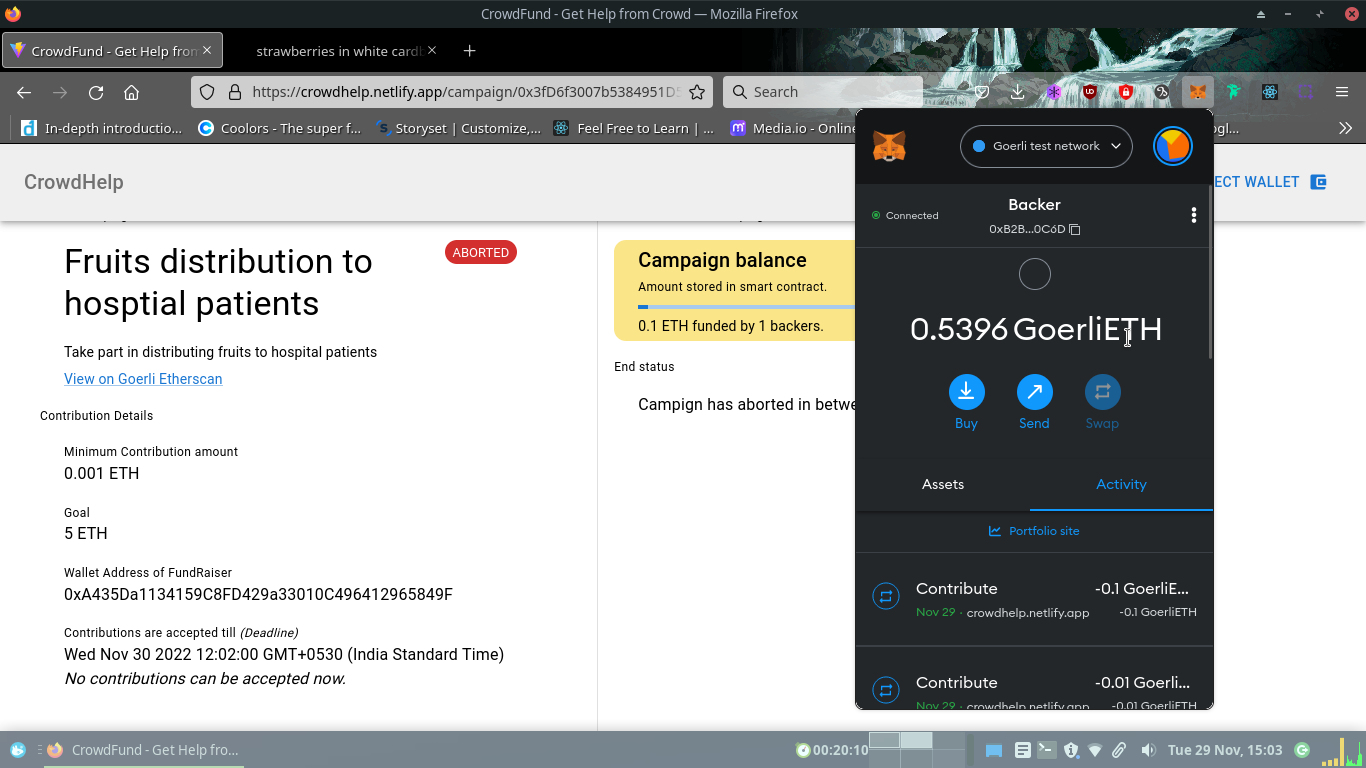 CrowdFund - Get Help from Crowd — Mozilla Firefox
CrowdFund - Get Help from
strawberries in white cardb
https://crowdhelp.netlify.app/campaign/0x3fD6f3007b5384951D
Search
In-depth introductio...
Coolors - The super f...
Storyset | Customize,...
Feel Free to Learn | ...
Media.io - Online
ogl...
CrowdHelp
ECT WALLET
Fruits distribution to
hosptial patients
ABORTED
Take part in distributing fruits to hospital patients
View on Goerli Etherscan
Contribution Details
Minimum Contribution amount
0.001 ETH
Goal
5 ETH
Wallet Address of FundRaiser
0xA435Da1134159C8FD429a33010C496412965849F
Contributions are accepted till (Deadline)
Wed Nov 30 2022 12:02:00 GMT+0530 (India Standard Time)
No contributions can be accepted now.
Campaign balance
Amount stored in smart contract.
0.1 ETH funded by 1 backers.
End status
Campign has aborted in betwe
Goerli test network
Connected
Backer
0xB2B...0C6D
0.5396 GoerliETH
Buy
Send
Swap
Assets
Activity
Portfolio site
Contribute
-0.1 GoerliE...
Nov 29 · crowdhelp.netlify.app
-0.1 GoerliETH
Contribute
-0.01 Goerli...
Nov 29 · crowdhelp.netlify.app
-0.01 GoerliETH
CrowdFund - Get Help fro...
00:20:10
Tue 29 Nov, 15:03